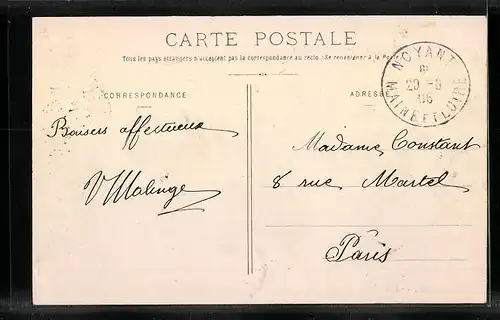 CARTE POSTALE
Tous les pays étrangers n'acceptent pas la correspondance au recto (Se renseigner à la Poste)
CORRESPONDANCE
ADRESSE
NOYANT
20 -6
06
MAINE ET LOIRE
Baisers affectueux
Madame Constant
8 rue Martel
Paris